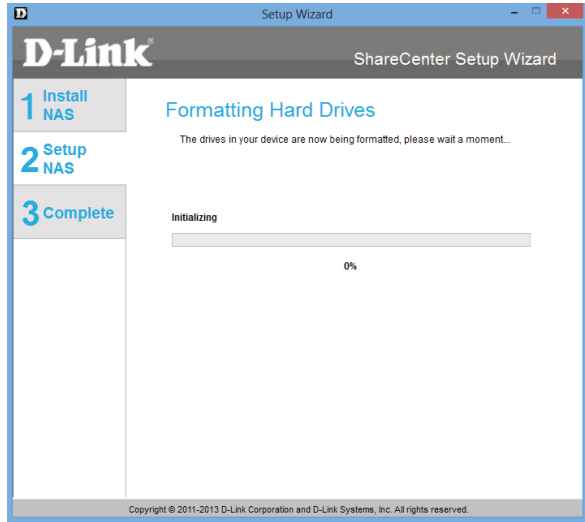 Setup Wizard
D-Link
ShareCenter Setup Wizard
1 Install
NAS
2 Setup
NAS
3 Complete
Formatting Hard Drives
The drives in your device are now being formatted, please wait a moment...
Initializing
0%
Copyright © 2011-2013 D-Link Corporation and D-Link Systems, Inc. All rights reserved.